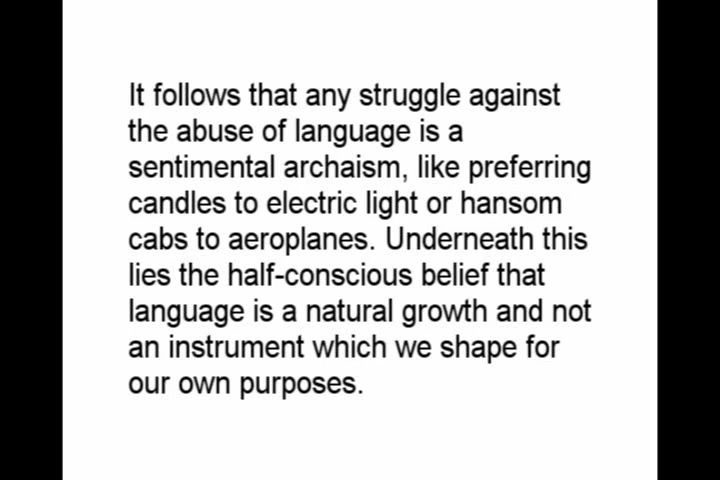 It follows that any struggle against
the abuse of language is a
sentimental archaism, like preferring
candles to electric light or hansom
cabs to aeroplanes. Underneath this
lies the half-conscious belief that
language is a natural growth and not
an instrument which we shape for
our own purposes.